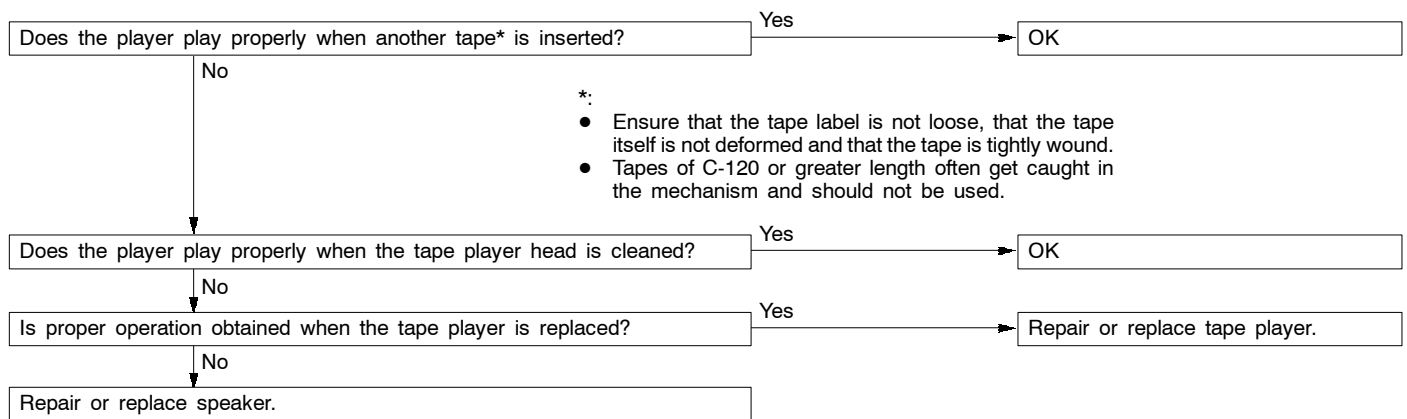 Does the player play properly when another tape* is inserted?
Yes
OK
No
*:
● Ensure that the tape label is not loose, that the tape
itself is not deformed and that the tape is tightly wound.
● Tapes of C-120 or greater length often get caught in
the mechanism and should not be used.
Does the player play properly when the tape player head is cleaned?
Yes
OK
No
Is proper operation obtained when the tape player is replaced?
Yes
Repair or replace tape player.
No
Repair or replace speaker.